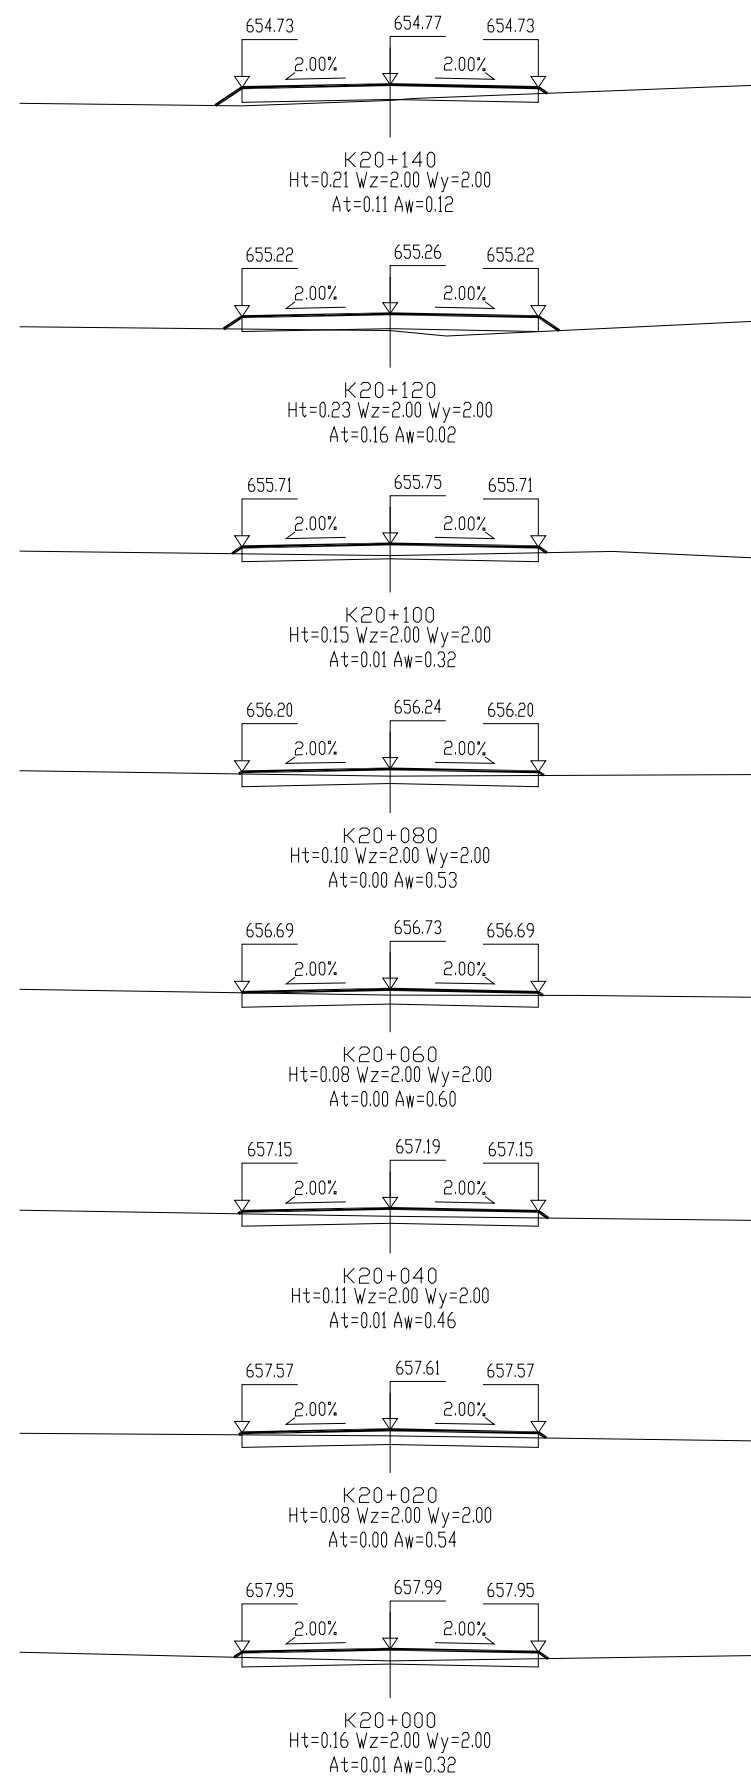 654.73 654.77 654.73
2.00% 2.00%
K20+140
Ht=0.21 Wz=2.00 Wy=2.00
At=0.11 Aw=0.12
655.22 655.26 655.22
2.00% 2.00%
K20+120
Ht=0.23 Wz=2.00 Wy=2.00
At=0.16 Aw=0.02
655.71 655.75 655.71
2.00% 2.00%
K20+100
Ht=0.15 Wz=2.00 Wy=2.00
At=0.01 Aw=0.32
656.20 656.24 656.20
2.00% 2.00%
K20+080
Ht=0.10 Wz=2.00 Wy=2.00
At=0.00 Aw=0.53
656.69 656.73 656.69
2.00% 2.00%
K20+060
Ht=0.08 Wz=2.00 Wy=2.00
At=0.00 Aw=0.60
657.15 657.19 657.15
2.00% 2.00%
K20+040
Ht=0.11 Wz=2.00 Wy=2.00
At=0.01 Aw=0.46
657.57 657.61 657.57
2.00% 2.00%
K20+020
Ht=0.08 Wz=2.00 Wy=2.00
At=0.00 Aw=0.54
657.95 657.99 657.95
2.00% 2.00%
K20+000
Ht=0.16 Wz=2.00 Wy=2.00
At=0.01 Aw=0.32